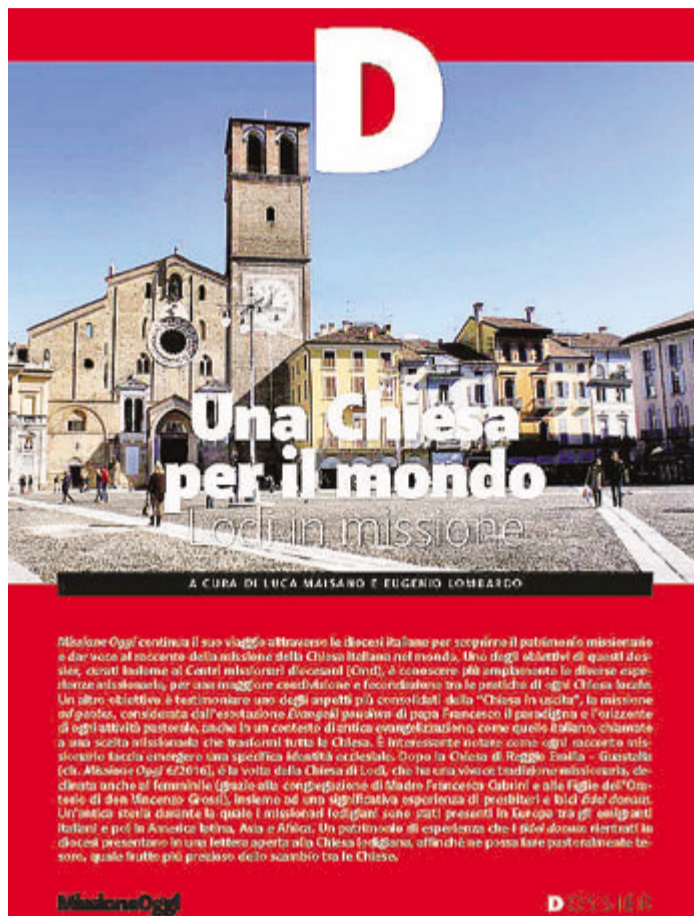 D
Una Chiesa
per il mondo
Lodi in missione
A CURA DI LUCA MAISANO E EUGENIO LOMBARDO
Missione Oggi continua il suo viaggio attraverso le diocesi italiane per scoprirne il patrimonio missionario
e dar voce al racconto della missione della Chiesa italiana nel mondo. Uno degli obiettivi di questi dos-
sier, curati insieme ai Centri missionari diocesani (Cmd), è conoscere più ampiamente le diverse espe-
rienze missionarie, per una maggiore condivisione e fecondazione tra le pratiche di ogni Chiesa locale.
Un altro obiettivo è testimoniare uno degli aspetti più consolidati della "Chiesa in uscita", la missione
ad gentes, considerata dall'esortazione Evangelii gaudium di papa Francesco il paradigma e l'orizzonte
di ogni attività pastorale, anche in un contesto di antica evangelizzazione, come quello italiano, chiamato
a una scelta missionaria che trasformi tutta la Chiesa. È interessante notare come ogni racconto mis-
sionario faccia emergere una specifica identità ecclesiale. Dopo la Chiesa di Reggio Emilia – Guastalla
(cfr. Missione Oggi 6/2016), è la volta della Chiesa di Lodi, che ha una vivace tradizione missionaria, de-
clinata anche al femminile (grazie alla congregazione di Madre Francesca Cabrini e alle Figlie dell'Ora-
torio di don Vincenzo Grossi), insieme ad una significativa esperienza di presbiteri e laici fidei donum.
Un'antica storia durante la quale i missionari lodigiani sono stati presenti in Europa tra gli emigranti
italiani e poi in America latina, Asia e Africa. Un patrimonio di esperienza che i fidei donum rientrati in
diocesi presentano in una lettera aperta alla Chiesa lodigiana, affinché ne possa fare pastoralmente te-
soro, quale frutto più prezioso dello scambio tra le Chiese.
MissioneOggi
DOSSIER